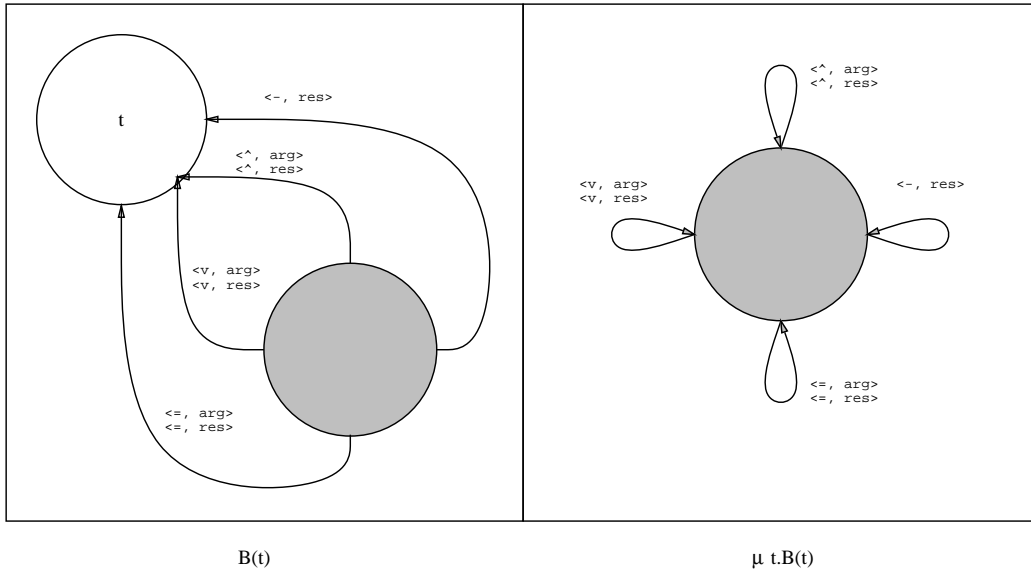 t
<-, res>
<^, arg>
<^, res>
<v, arg>
<v, res>
<=, arg>
<=, res>
B(t)
<^, arg>
<^, res>
<v, arg>
<v, res>
<-, res>
<=, arg>
<=, res>
μ t.B(t)